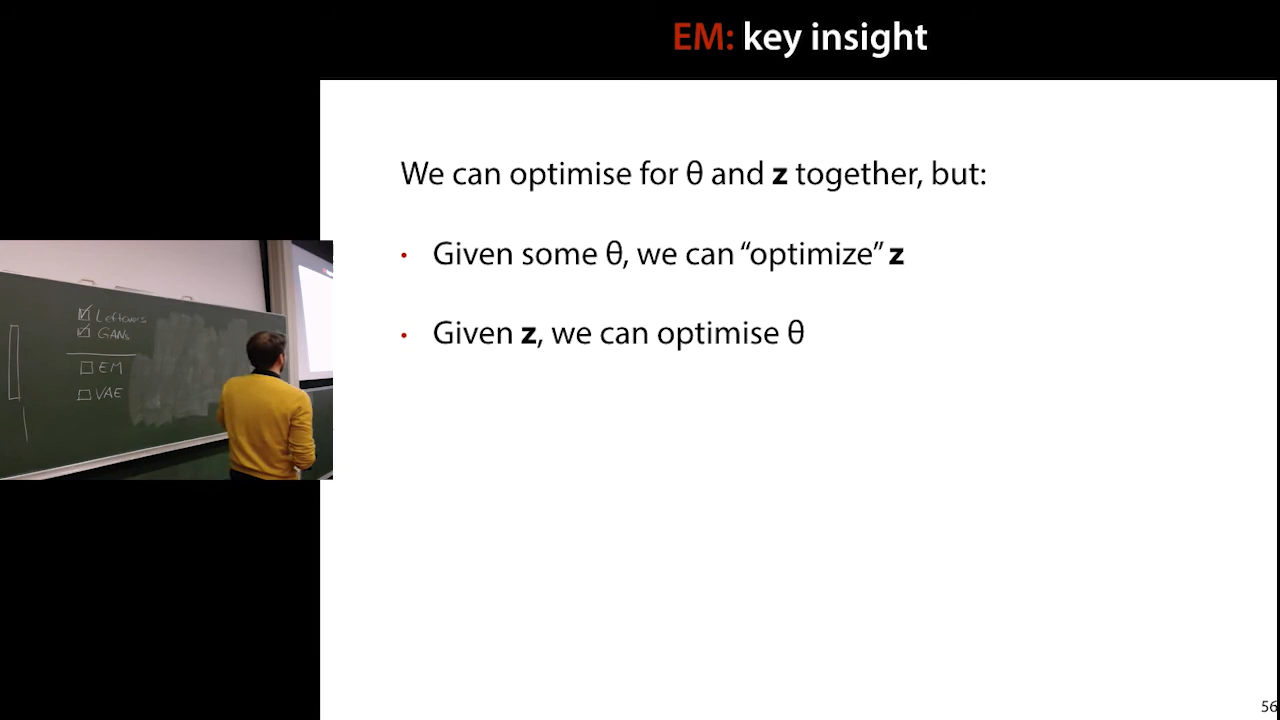 EM: key insight
We can optimise for θ and z together, but:
• Given some θ, we can “optimize” z
• Given z, we can optimise θ
Leftovers
GANs
EM
VAE
56